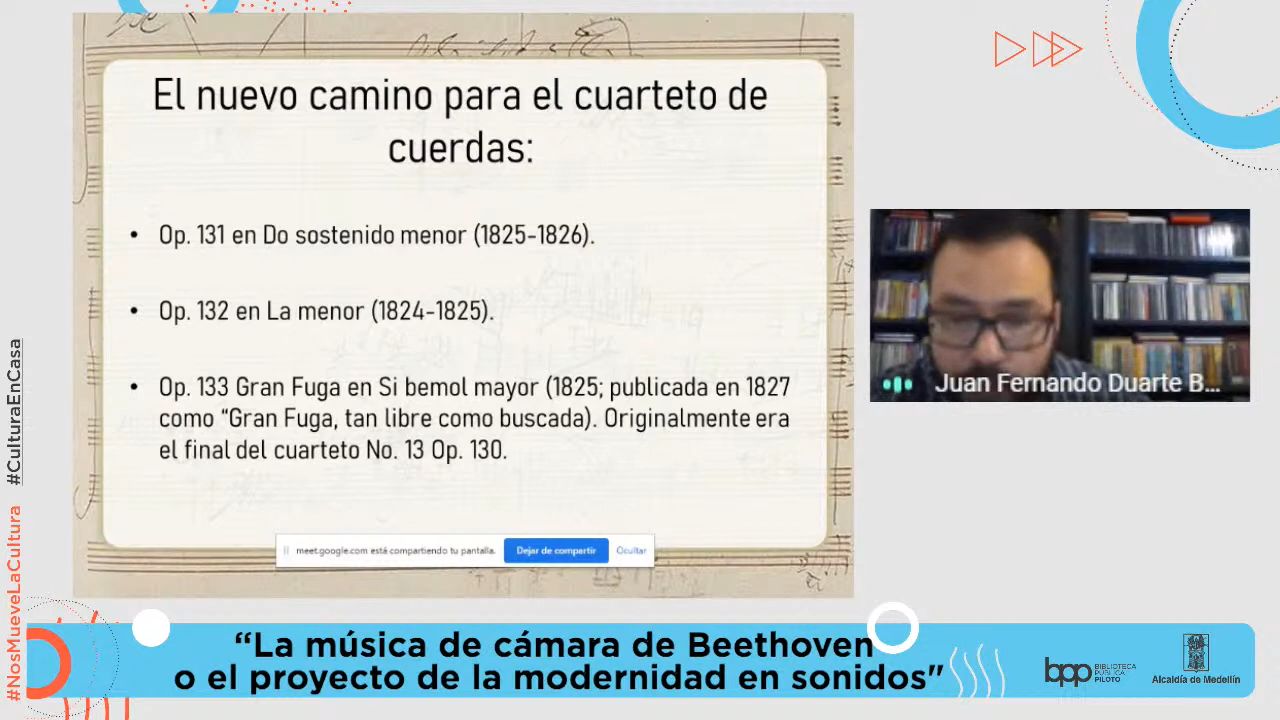 El nuevo camino para el cuarteto de
cuerdas:
• Op. 131 en Do sostenido menor (1825-1826).
• Op. 132 en La menor (1824-1825).
• Op. 133 Gran Fuga en Si bemol mayor (1825; publicada en 1827
como “Gran Fuga, tan libre como buscada). Originalmente era
el final del cuarteto No. 13 Op. 130.
meet.google.com está compartiendo tu pantalla.
Dejar de compartir
Ocultar
Juan Fernando Duarte B...
#NosMueveLaCultura #CulturaEnCasa
“La música de cámara de Beethoven
o el proyecto de la modernidad en sonidos"
bpp
BIBLIOTECA
PÚBLICA
PILOTO
Alcaldía de Medellín